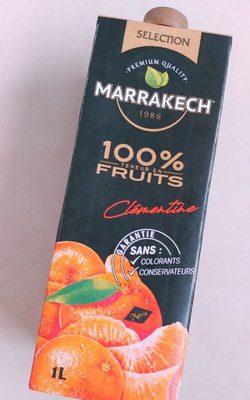 SELECTION
PREMIUM QUALITY
MARRAKECH
1986
100%
TENEUR EN
FRUITS
Clémentine
GARANTIE
SANS :
COLORANTS
CONSERVATEURS
1L